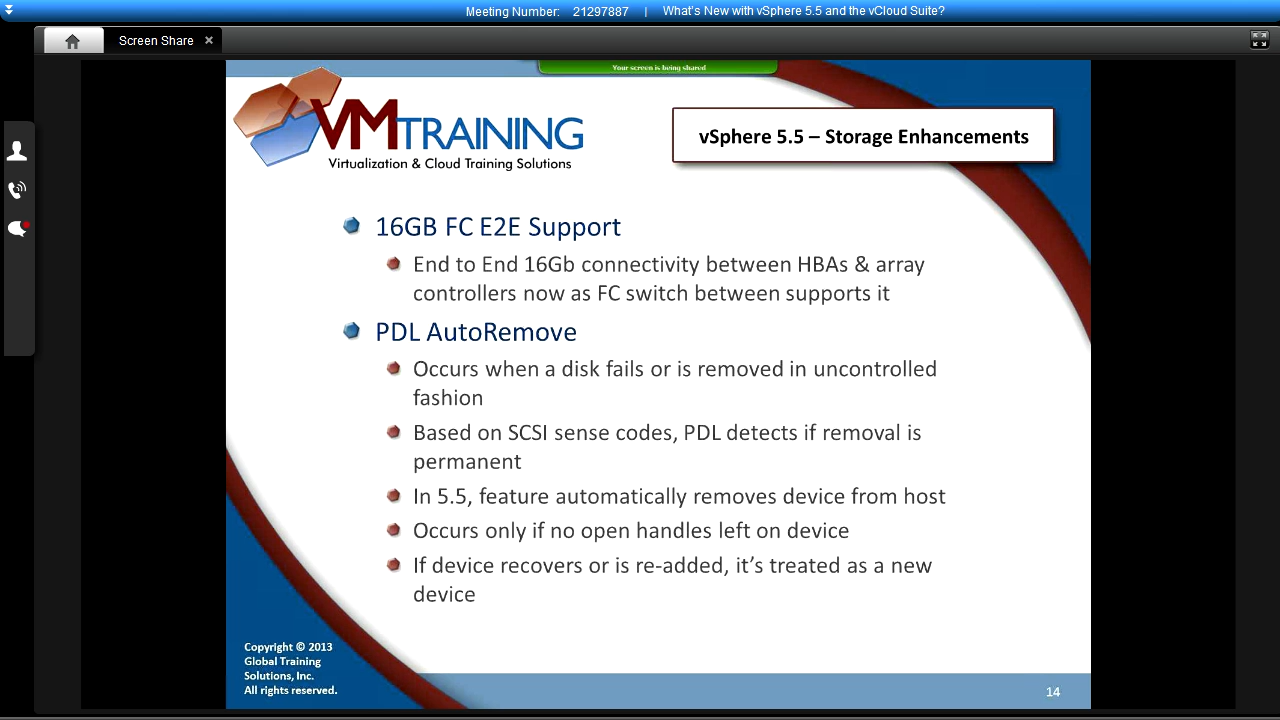 Meeting Number: 21297887 | What's New with vSphere 5.5 and the vCloud Suite?
Screen Share
Your screen is being shared
VMTRAINING
Virtualization & Cloud Training Solutions
vSphere 5.5 – Storage Enhancements
16GB FC E2E Support
End to End 16Gb connectivity between HBAs & array
controllers now as FC switch between supports it
PDL AutoRemove
Occurs when a disk fails or is removed in uncontrolled
fashion
Based on SCSI sense codes, PDL detects if removal is
permanent
In 5.5, feature automatically removes device from host
Occurs only if no open handles left on device
If device recovers or is re-added, it’s treated as a new
device
Copyright © 2013
Global Training
Solutions, Inc.
All rights reserved.
14